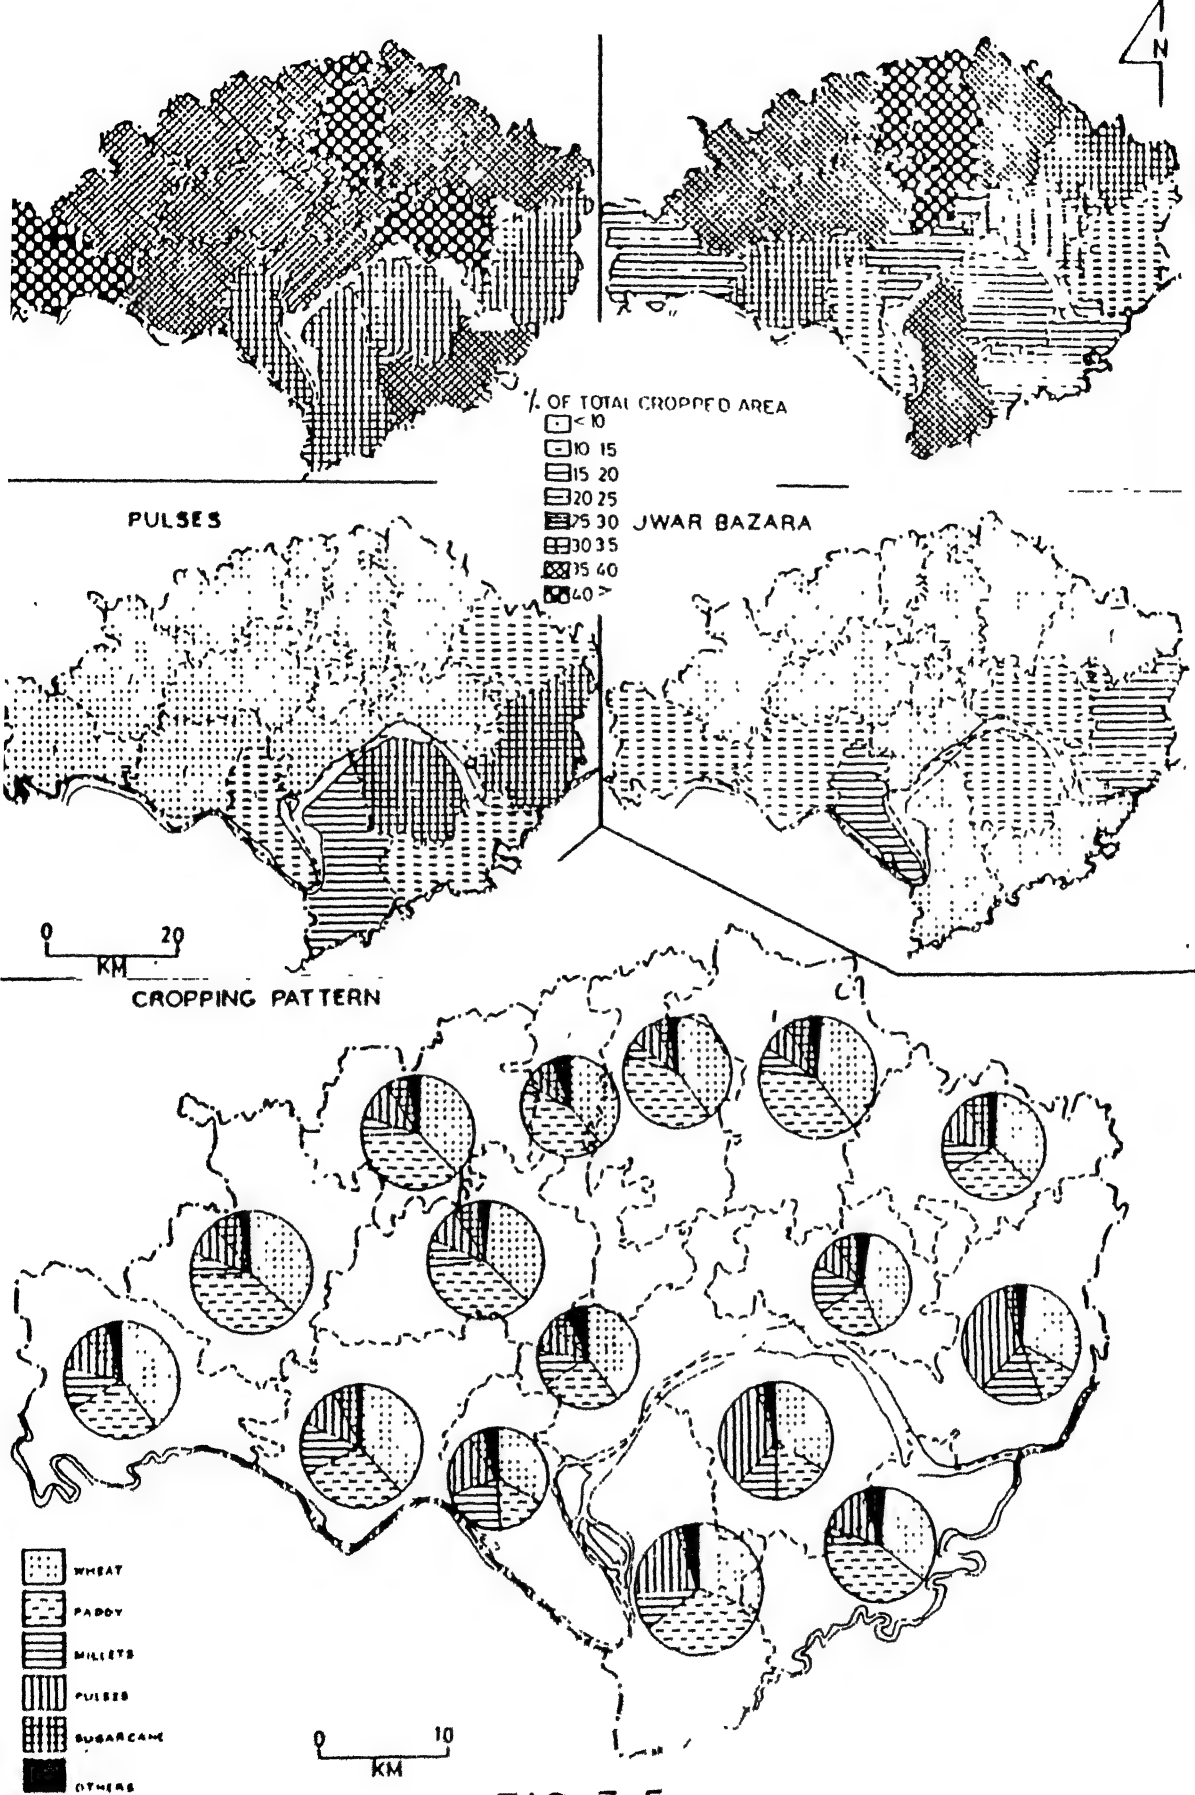 N
% OF TOTAL CROPPED AREA
< 10
10 15
15 20
20 25
25 30
30 35
35 40
40 >
PULSES
JWAR BAZARA
0 20
KM
CROPPING PATTERN
WHEAT
PADDY
MILLETS
PULSES
SUGARCANE
OTHERS
0 10
KM